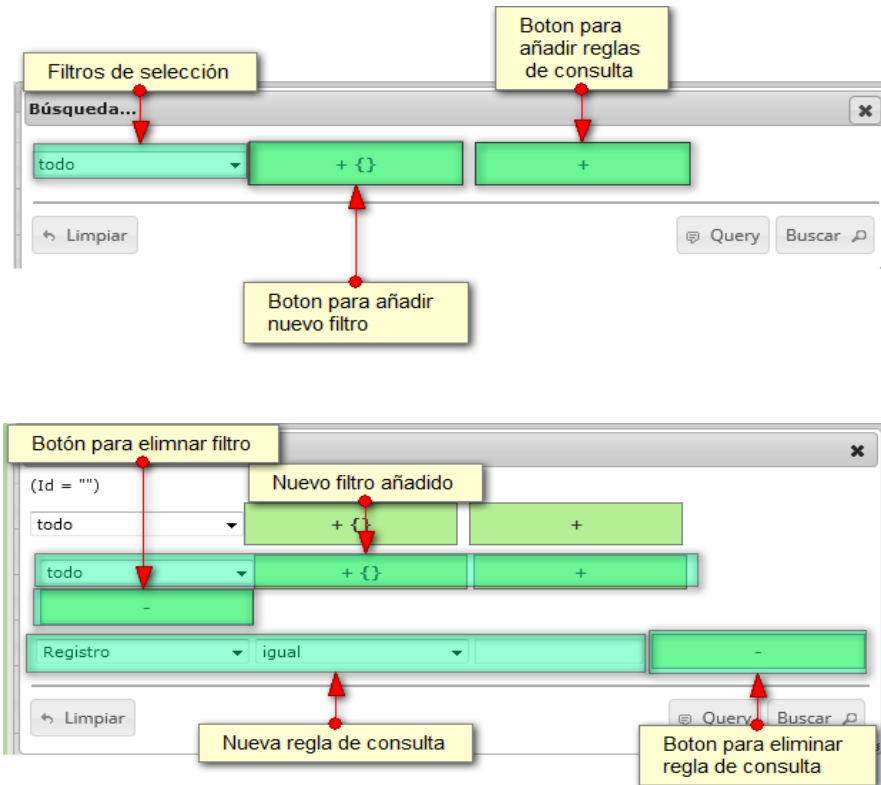 Boton para
añadir reglas
de consulta
Filtros de selección
Búsqueda...
todo + {} +
Limpiar Query Buscar
Boton para añadir
nuevo filtro
Botón para elimnar filtro
(Id = "")
Nuevo filtro añadido
todo + {} +
todo + {} +
-
Registro igual -
Limpiar Query Buscar
Nueva regla de consulta
Boton para eliminar
regla de consulta